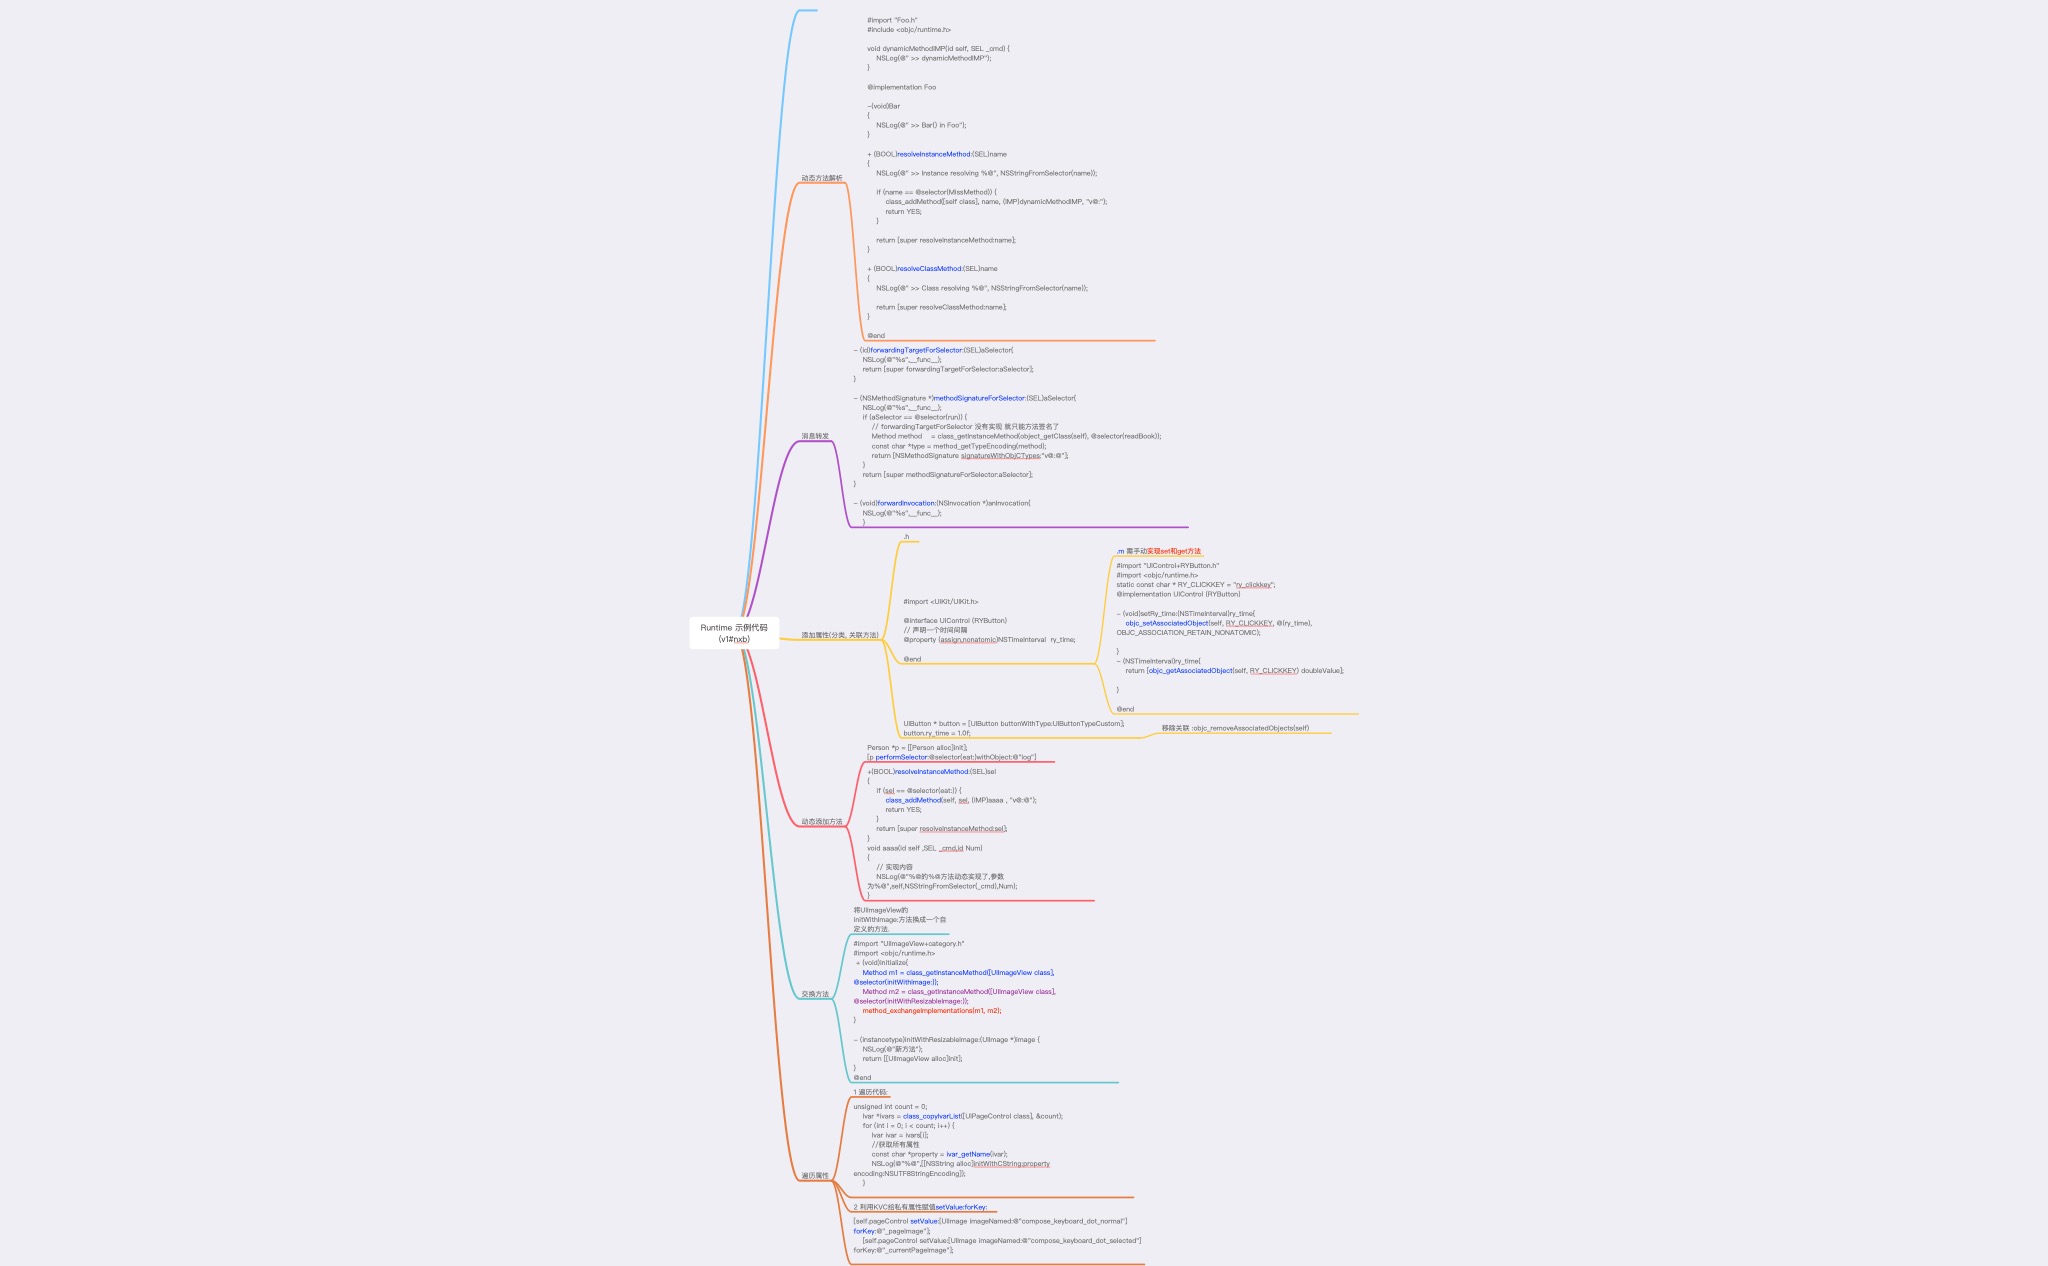 Runtime 示例代码
(v1#nxb)
动态方法解析
#import "Foo.h"
#include <objc/runtime.h>
void dynamicMethodIMP(id self, SEL _cmd) {
NSLog(@" >> dynamicMethodIMP");
}
@implementation Foo
-(void)Bar
{
NSLog(@" >> Bar() in Foo");
}
+ (BOOL)resolveInstanceMethod:(SEL)name
{
NSLog(@" >> Instance resolving %@", NSStringFromSelector(name));
if (name == @selector(MissMethod)) {
class_addMethod([self class], name, (IMP)dynamicMethodIMP, "v@:");
return YES;
}
return [super resolveInstanceMethod:name];
}
+ (BOOL)resolveClassMethod:(SEL)name
{
NSLog(@" >> Class resolving %@", NSStringFromSelector(name));
return [super resolveClassMethod:name];
}
@end
消息转发
- (id)forwardingTargetForSelector:(SEL)aSelector{
NSLog(@"%s",__func__);
return [super forwardingTargetForSelector:aSelector];
}
- (NSMethodSignature *)methodSignatureForSelector:(SEL)aSelector{
NSLog(@"%s",__func__);
if (aSelector == @selector(run)) {
// forwardingTargetForSelector 没有实现 就只能方法签名了
Method method = class_getInstanceMethod(object_getClass(self), @selector(readBook));
const char *type = method_getTypeEncoding(method);
return [NSMethodSignature signatureWithObjCTypes:"v@:@"];
}
return [super methodSignatureForSelector:aSelector];
}
- (void)forwardInvocation:(NSInvocation *)anInvocation{
NSLog(@"%s",__func__);
}
添加属性(分类, 关联方法)
.h
#import <UIKit/UIKit.h>
@interface UIControl (RYButton)
// 声明一个时间间隔
@property (assign,nonatomic)NSTimeInterval ry_time;
@end
.m 需手动实现set和get方法
#import "UIControl+RYButton.h"
#import <objc/runtime.h>
static const char * RY_CLICKKEY = "ry_clickkey";
@implementation UIControl (RYButton)
- (void)setRy_time:(NSTimeInterval)ry_time{
objc_setAssociatedObject(self, RY_CLICKKEY, @(ry_time),
OBJC_ASSOCIATION_RETAIN_NONATOMIC);
}
- (NSTimeInterval)ry_time{
return [objc_getAssociatedObject(self, RY_CLICKKEY) doubleValue];
}
@end
UIButton * button = [UIButton buttonWithType:UIButtonTypeCustom];
button.ry_time = 1.0f;
移除关联 :objc_removeAssociatedObjects(self)
动态添加方法
Person *p = [[Person alloc]init];
[p performSelector:@selector(eat:)withObject:@"log"]
+(BOOL)resolveInstanceMethod:(SEL)sel
{
if (sel == @selector(eat:)) {
class_addMethod(self, sel, (IMP)aaaa , "v@:@");
return YES;
}
return [super resolveInstanceMethod:sel];
}
void aaaa(id self ,SEL _cmd,id Num)
{
// 实现内容
NSLog(@"%@的%@方法动态实现了,参数
为%@",self,NSStringFromSelector(_cmd),Num);
}
交换方法
将UIImageView的
initWithImage:方法换成一个自
定义的方法.
#import "UIImageView+category.h"
#import <objc/runtime.h>
+ (void)initialize{
Method m1 = class_getInstanceMethod([UIImageView class],
@selector(initWithImage:));
Method m2 = class_getInstanceMethod([UIImageView class],
@selector(initWithResizableImage:));
method_exchangeImplementations(m1, m2);
}
- (instancetype)initWithResizableImage:(UIImage *)image {
NSLog(@"新方法");
return [[UIImageView alloc]init];
}
@end
遍历属性
1 遍历代码:
unsigned int count = 0;
Ivar *ivars = class_copyIvarList([UIPageControl class], &count);
for (int i = 0; i < count; i++) {
Ivar ivar = ivars[i];
//获取所有属性
const char *property = ivar_getName(ivar);
NSLog(@"%@",[[NSString alloc]initWithCString:property
encoding:NSUTF8StringEncoding]);
}
2 利用KVC给私有属性赋值setValue:forKey:
[self.pageControl setValue:[UIImage imageNamed:@"compose_keyboard_dot_normal"]
forKey:@"_pageImage"];
[self.pageControl setValue:[UIImage imageNamed:@"compose_keyboard_dot_selected"]
forKey:@"_currentPageImage"];